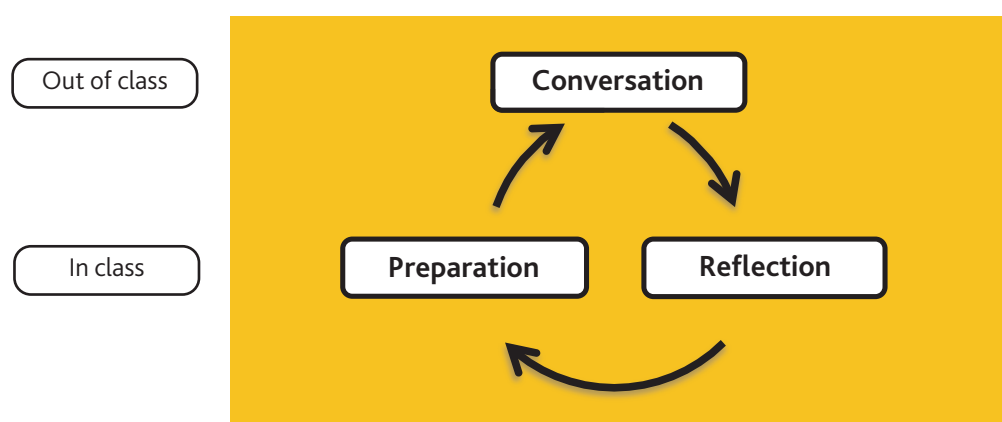 Out of class
Conversation
In class
Preparation
Reflection